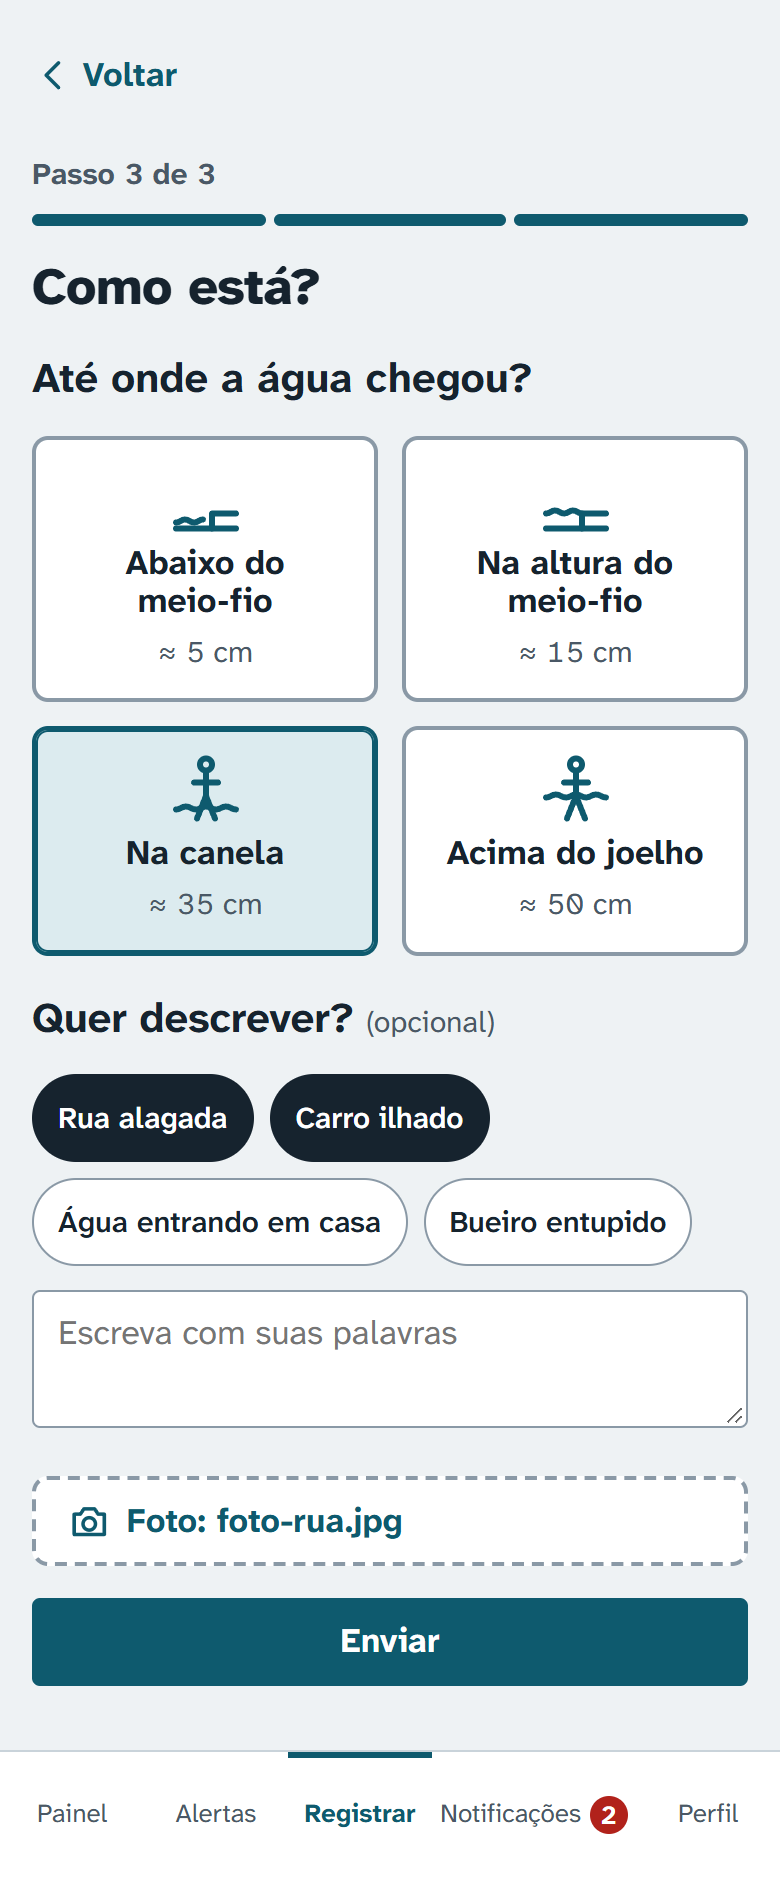 Voltar
Passo 3 de 3
Como está?
Até onde a água chegou?
Abaixo do
meio-fio
≈ 5 cm
Na altura do
meio-fio
≈ 15 cm
Na canela
≈ 35 cm
Acima do joelho
≈ 50 cm
Quer descrever? (opcional)
Rua alagada
Carro ilhado
Água entrando em casa
Bueiro entupido
Escreva com suas palavras
Foto: foto-rua.jpg
Enviar
Painel
Alertas
Registrar
Notificações 2
Perfil